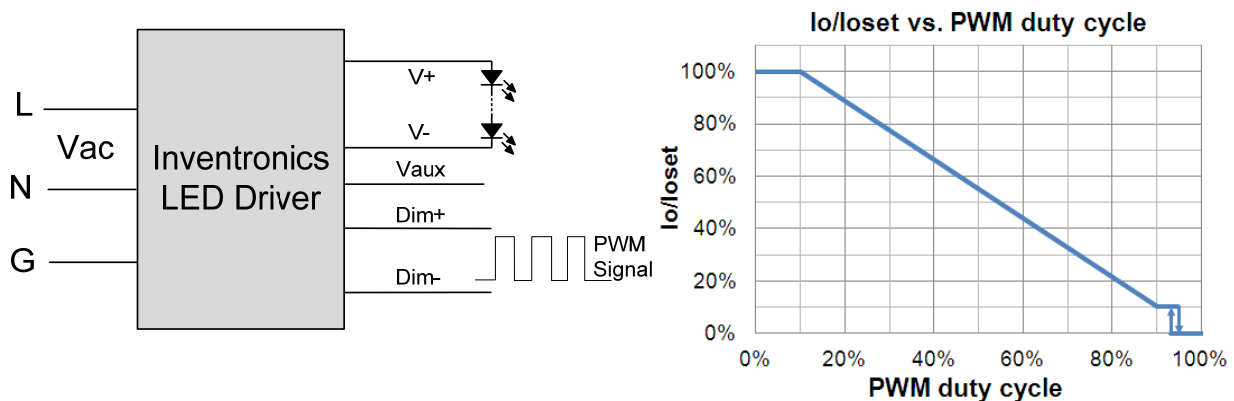 L
Vac
N
G
Inventronics
LED Driver
V+
V-
Vaux
Dim+
Dim-
PWM
Signal
Io/Ioset vs. PWM duty cycle
Io/Ioset
100%
80%
60%
40%
20%
0%
0% 20% 40% 60% 80% 100%
PWM duty cycle